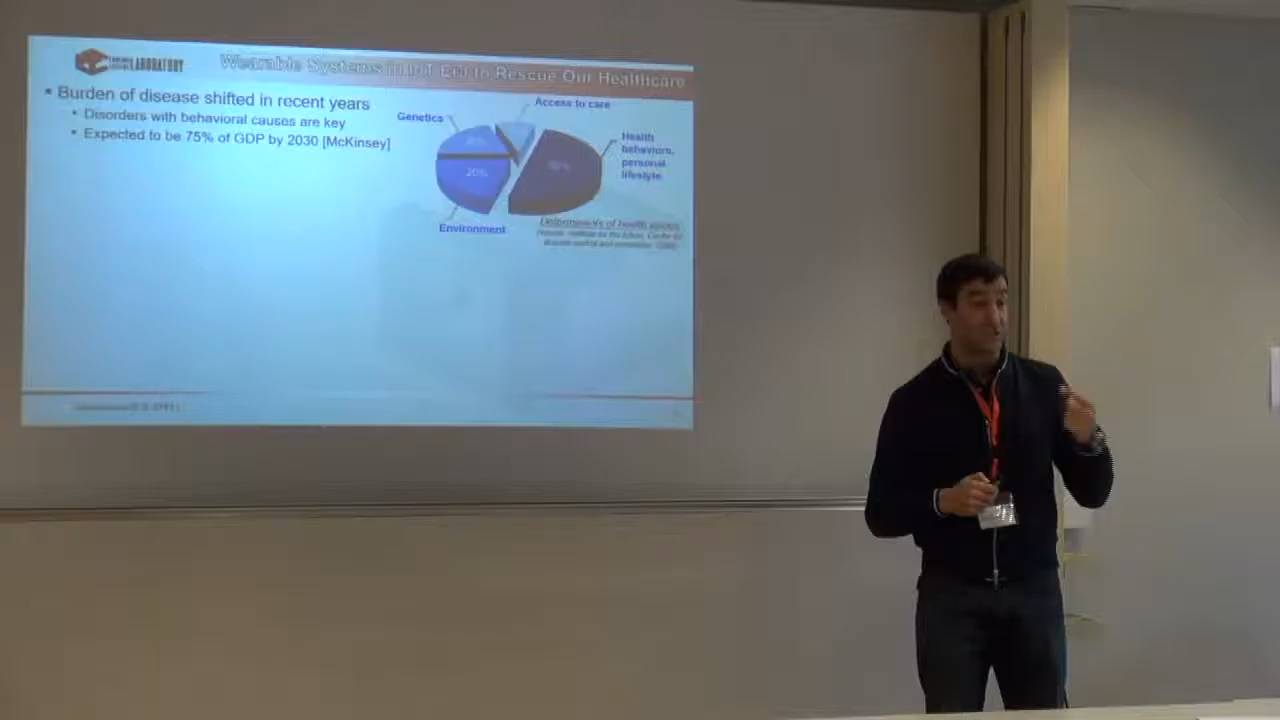 LABORATORY
Wearable Systems in IoT Era to Rescue Our Healthcare
▪ Burden of disease shifted in recent years
▪ Disorders with behavioral causes are key
▪ Expected to be 75% of GDP by 2030 [McKinsey]
Access to care
Genetics
Health
behaviors,
personal
lifestyle
20%
Environment
Determinants of health status